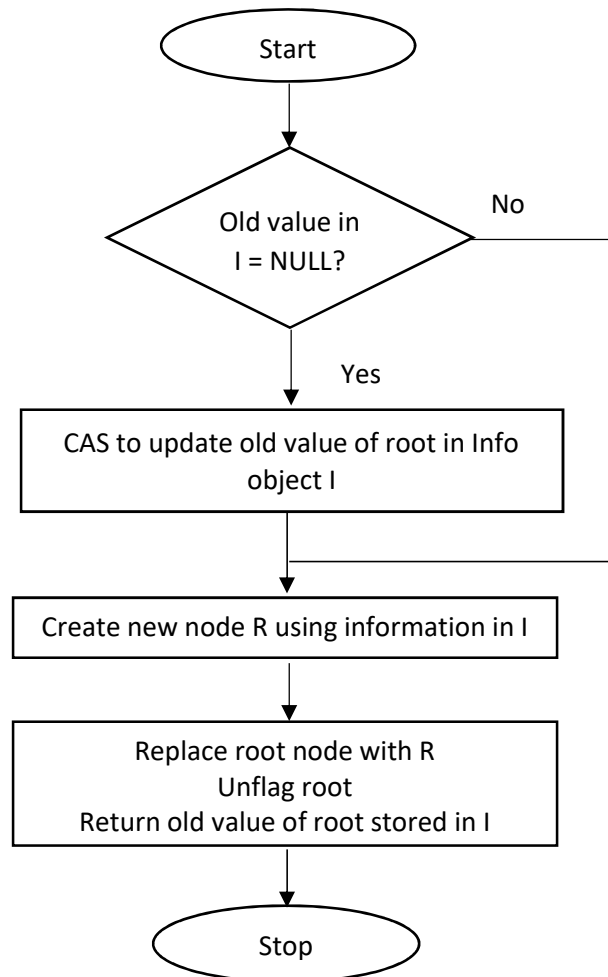 Start
Old value in
I = NULL?
No
Yes
CAS to update old value of root in Info
object I
Create new node R using information in I
Replace root node with R
Unflag root
Return old value of root stored in I
Stop